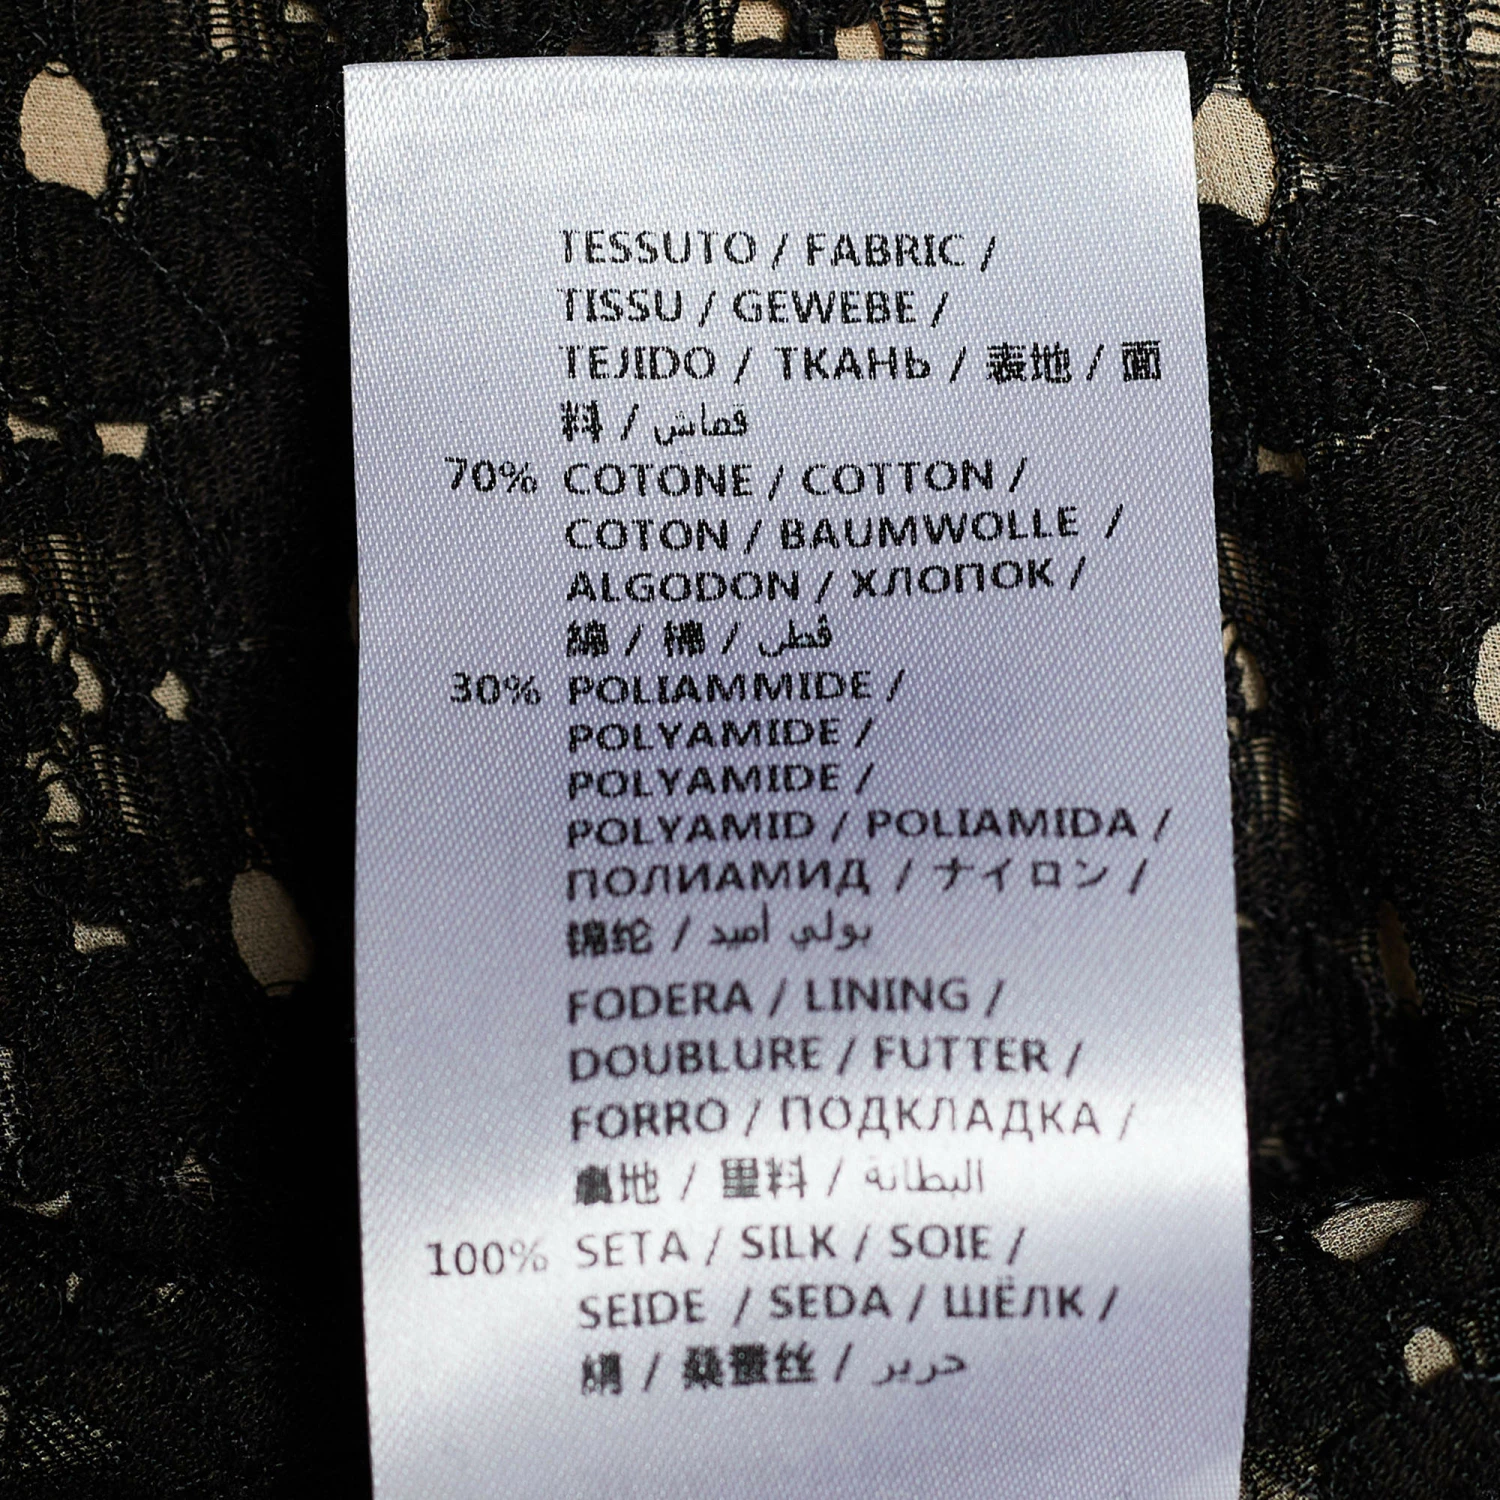 TESSUTO / FABRIC /
TISSU / GEWEBE /
TEJIDO / ТКАНЬ / 表地 / 面
料 / قماش
70% COTONE / COTTON /
COTON / BAUMWOLLE /
ALGODON / ХЛОПОК /
綿 / 棉 / قطن
30% POLIAMMIDE /
POLYAMIDE /
POLYAMIDE /
POLYAMID / POLIAMIDA /
ПОЛИАМИД / ナイロン /
锦纶 / بولي أميد
FODERA / LINING /
DOUBLURE / FUTTER /
FORRO / ПОДКЛАДКА /
裏地 / 里料 / البطانة
100% SETA / SILK / SOIE /
SEIDE / SEDA / ШЁЛК /
絹 / 桑蚕丝 / حرير